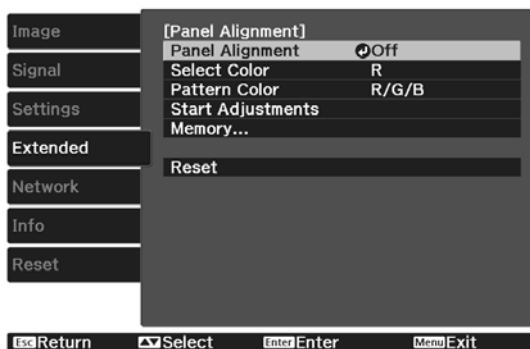 Image
Signal
Settings
Extended
Network
Info
Reset
[Panel Alignment]
Panel Alignment Off
Select Color R
Pattern Color R/G/B
Start Adjustments
Memory...
Reset
Esc Return Select Enter Enter Menu Exit